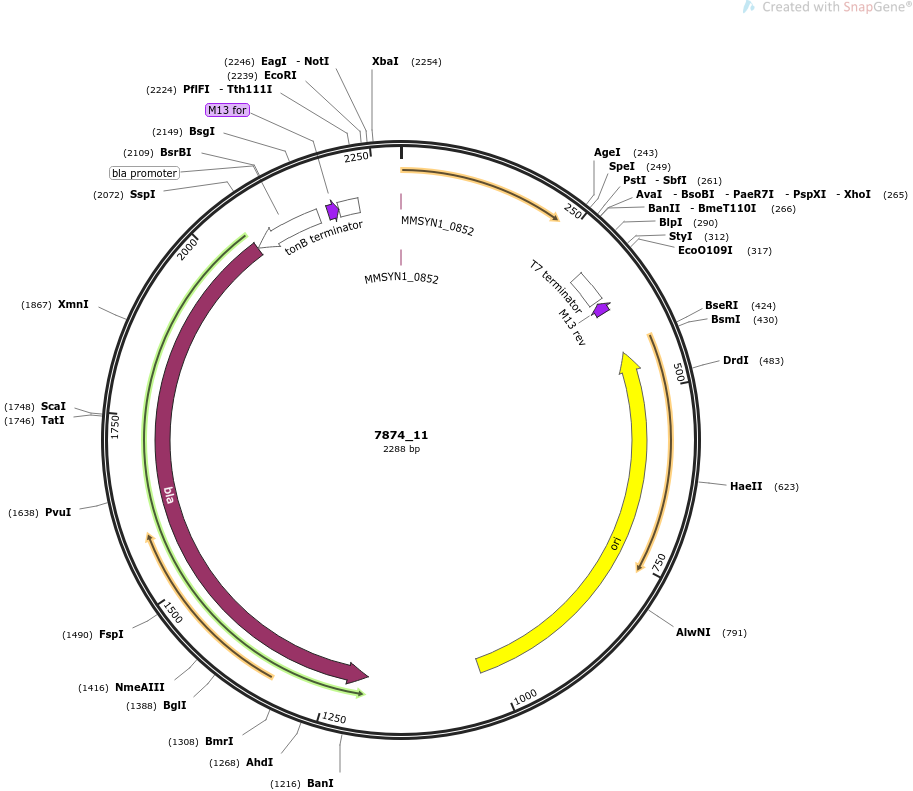 Created with SnapGene®
(2246) EagI - NotI
XbaI (2254)
(2239) EcoRI
(2224) PflFI - Tth111I
M13 for
(2149) BsgI
(2109) BsrBI
bla promoter
(2072) SspI
2250
AgeI (243)
SpeI (249)
PstI - SbfI (261)
AvaI - BsoBI - PaeR7I - PspXI - XhoI (265)
BanII - BmeT110I (266)
BlpI (290)
StyI (312)
EcoO109I (317)
250
MMSYN1_0852
tonB terminator
2000
MMSYN1_0852
T7 terminator
M13 rev
(1867) XmnI
BseRI (424)
BsmI (430)
DrdI (483)
500
(1748) ScaI
(1746) TatI
1750
7874_11
2288 bp
HaeII (623)
bla
(1638) PvuI
ori
750
1500
(1490) FspI
AlwNI (791)
(1416) NmeAIII
(1388) BglI
1000
1250
(1308) BmrI
(1268) AhdI
(1216) BanI